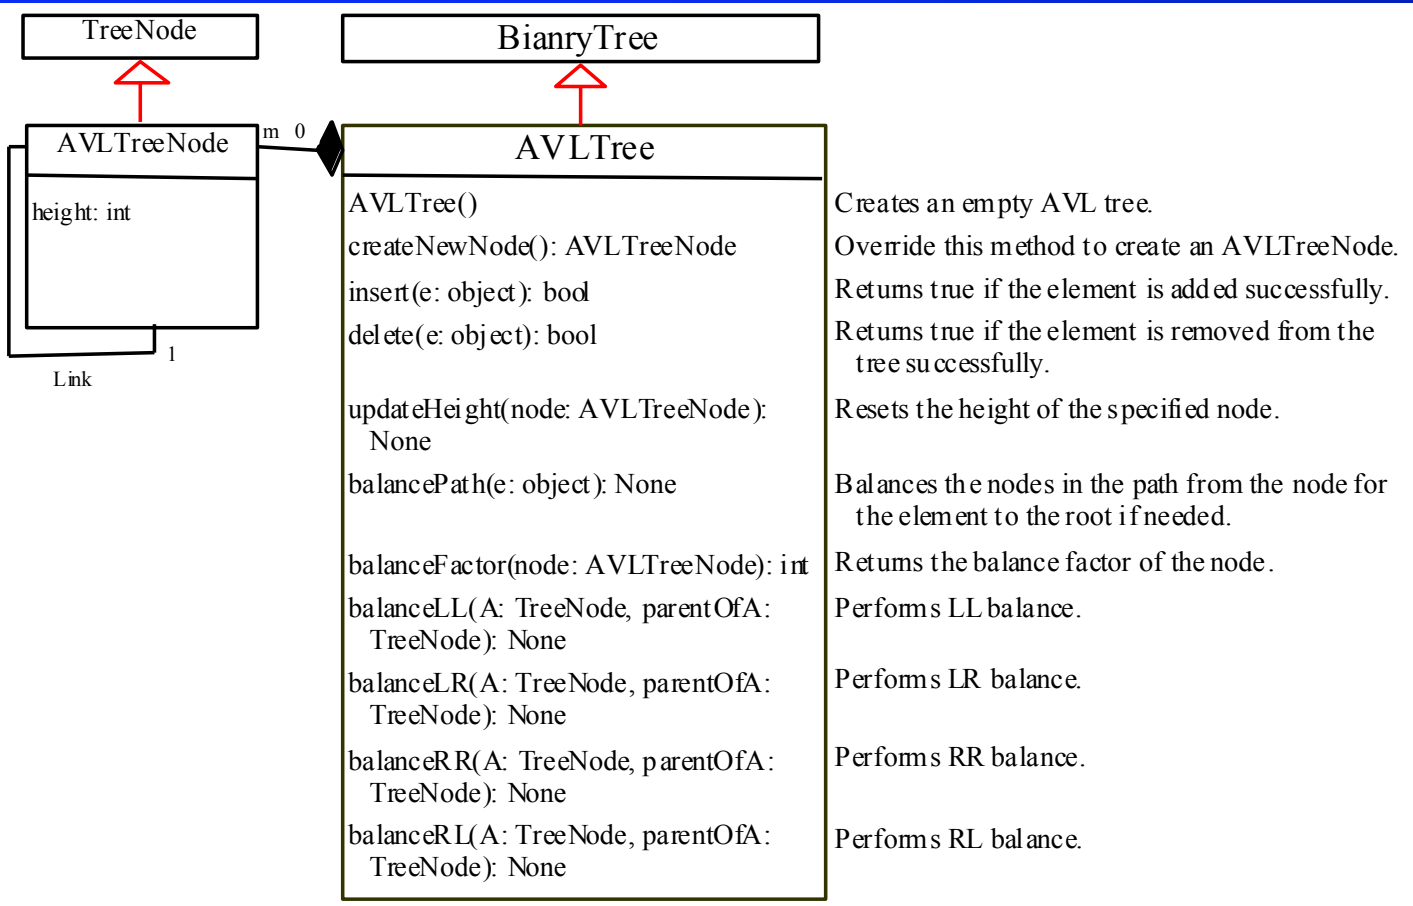 TreeNode
BianryTree
AVLTreeNode
m 0
AVLTree
height: int
1
Link
AVLTree()
Creates an empty AVL tree.
createNewNode(): AVLTreeNode
Override this method to create an AVLTreeNode.
insert(e: object): bool
Returns true if the element is added successfully.
delete(e: object): bool
Returns true if the element is removed from the
tree successfully.
updateHeight(node: AVLTreeNode):
None
Resets the height of the specified node.
balancePath(e: object): None
Balances the nodes in the path from the node for
the element to the root if needed.
balanceFactor(node: AVLTreeNode): int
Returns the balance factor of the node.
balanceLL(A: TreeNode, parentOfA:
TreeNode): None
Performs LL balance.
balanceLR(A: TreeNode, parentOfA:
TreeNode): None
Performs LR balance.
balanceRR(A: TreeNode, parentOfA:
TreeNode): None
Performs RR balance.
balanceRL(A: TreeNode, parentOfA:
TreeNode): None
Performs RL balance.